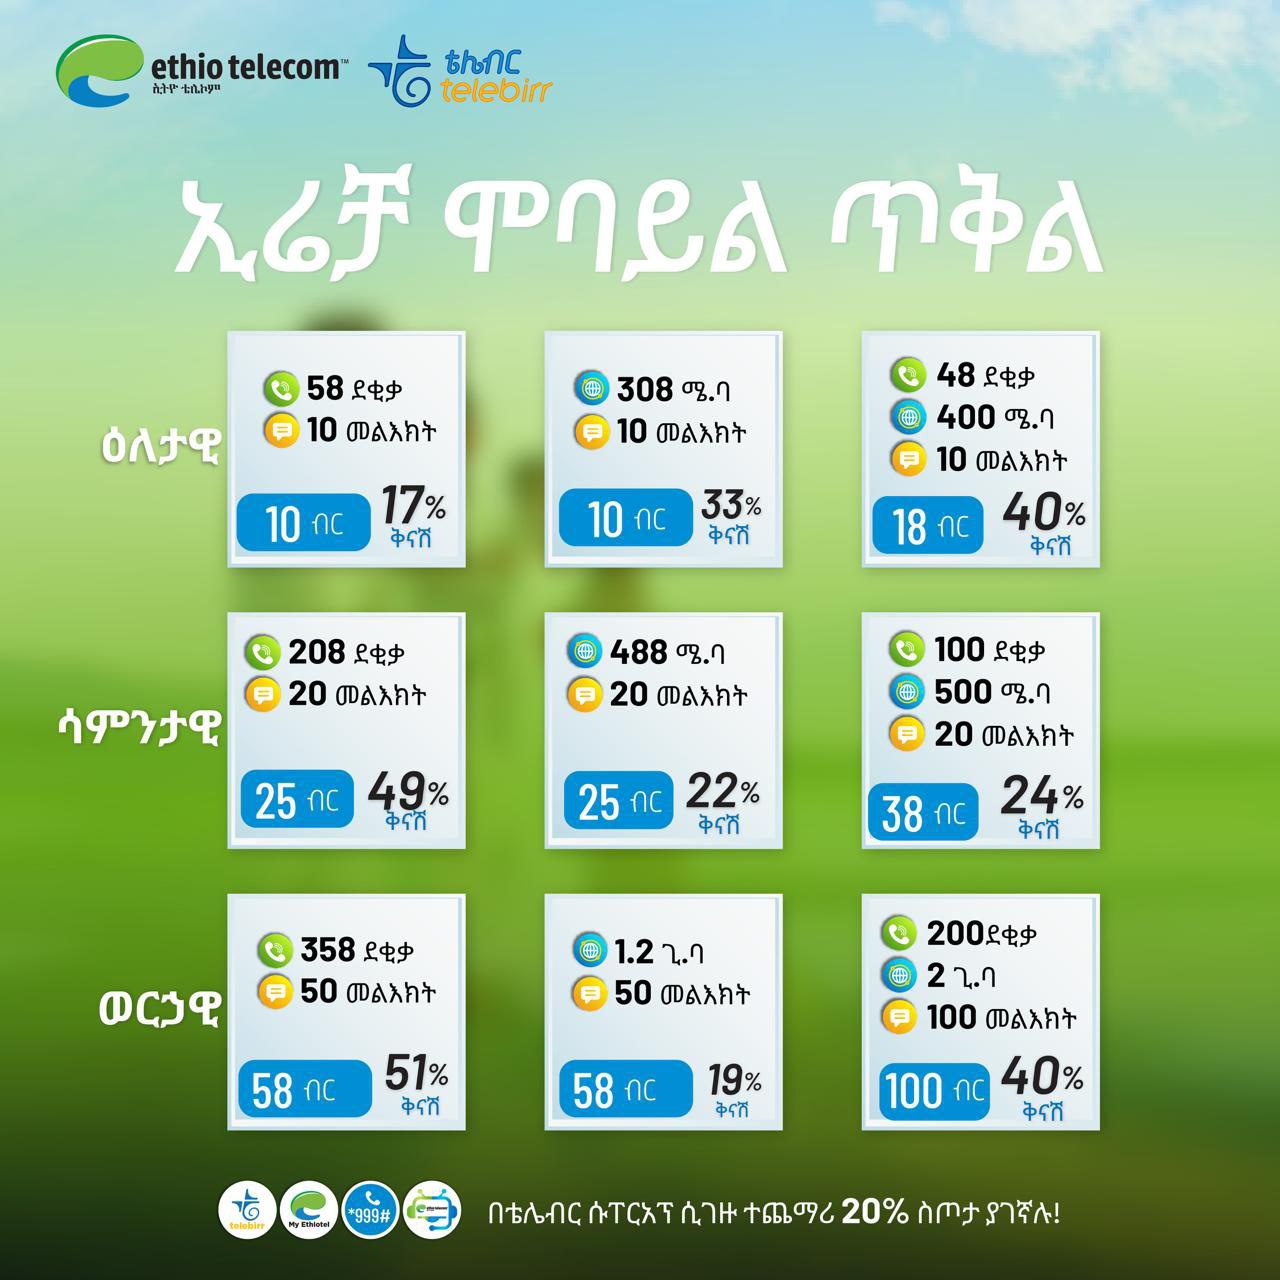 ethio telecom™
ኢትዮ ቴሌኮም
ቴሌብር
telebirr
ኢሬቻ ሞባይል ጥቅል
ዕለታዊ
58 ደቂቃ
10 መልእክት
10 ብር
17%
ቅናሽ
308 ሜ.ባ
10 መልእክት
10 ብር
33%
ቅናሽ
48 ደቂቃ
400 ሜ.ባ
10 መልእክት
18 ብር
40%
ቅናሽ
ሳምንታዊ
208 ደቂቃ
20 መልእክት
25 ብር
49%
ቅናሽ
488 ሜ.ባ
20 መልእክት
25 ብር
22%
ቅናሽ
100 ደቂቃ
500 ሜ.ባ
20 መልእክት
38 ብር
24%
ቅናሽ
ወርኃዊ
358 ደቂቃ
50 መልእክት
58 ብር
51%
ቅናሽ
1.2 ጊ.ባ
50 መልእክት
58 ብር
19%
ቅናሽ
200ደቂቃ
2 ጊ.ባ
100 መልእክት
100 ብር
40%
ቅናሽ
telebirr
My Ethiotel
*999#
ethio telecom
በቴሌብር ሱፐርአፕ ሲገዙ ተጨማሪ 20% ስጦታ ያገኛሉ!